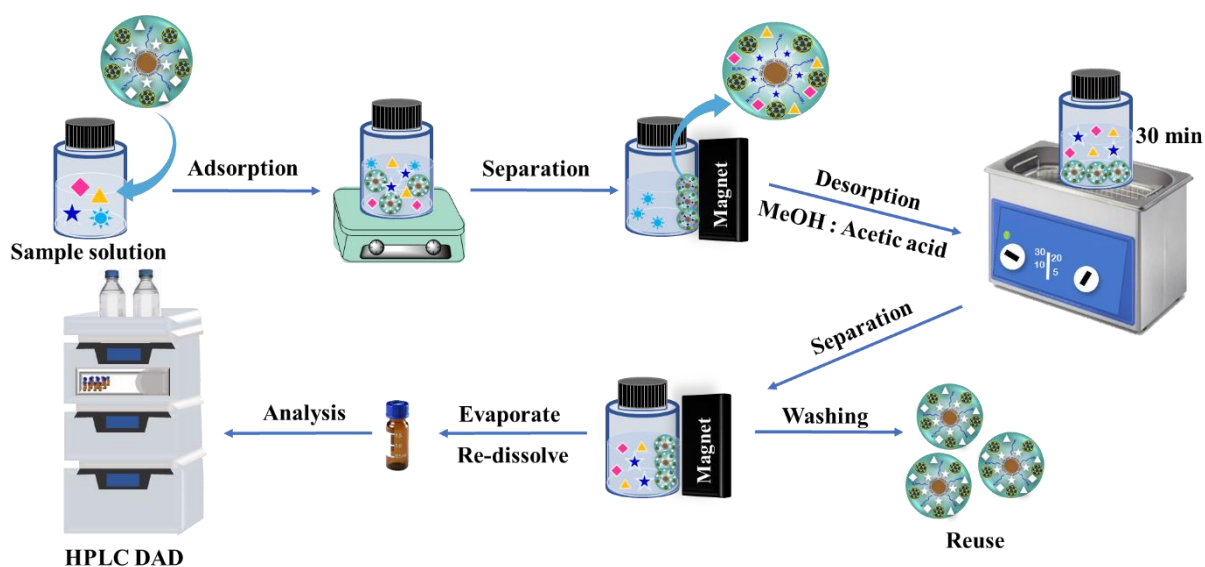 Sample solution
Adsorption
Separation
Magnet
Desorption
MeOH : Acetic acid
30 min
30
20
10
5
Separation
Magnet
Washing
Reuse
Evaporate
Re-dissolve
Analysis
HPLC DAD